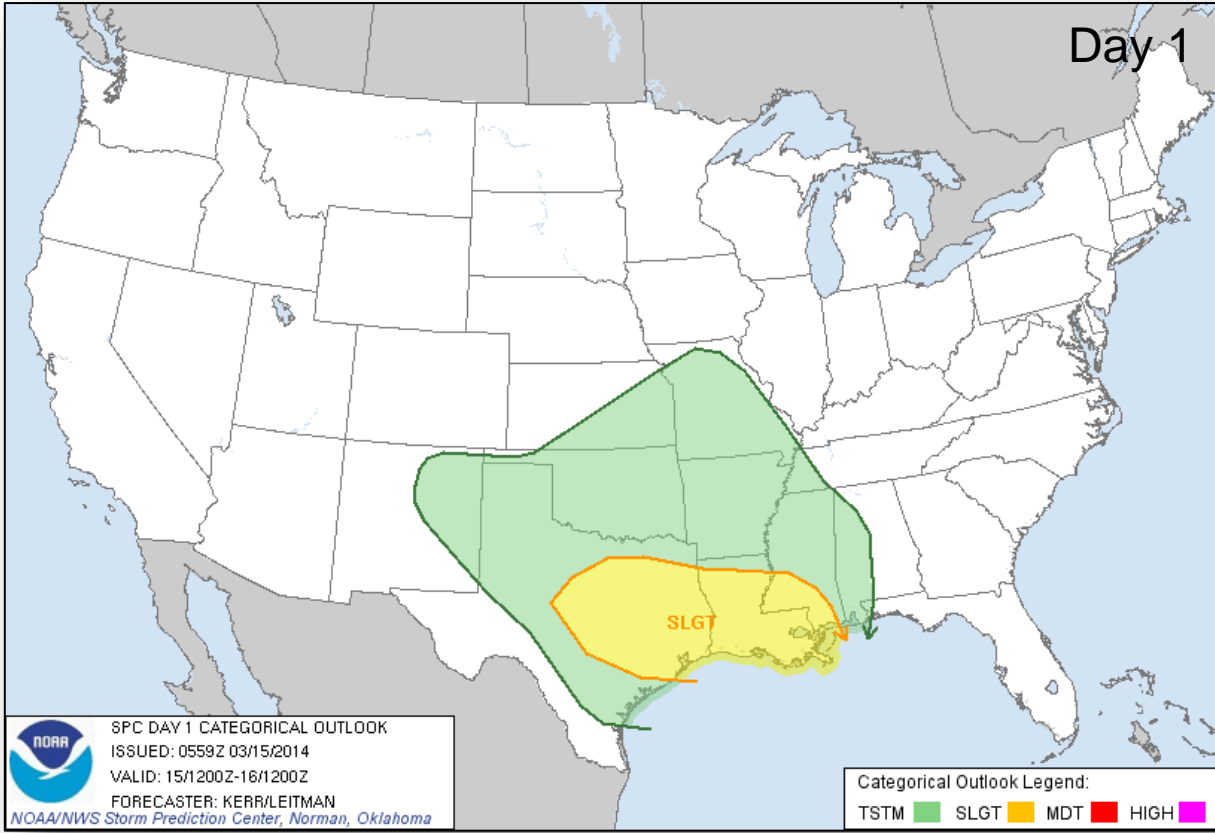 Day 1
SLGT
NOAA
SPC DAY 1 CATEGORICAL OUTLOOK
ISSUED: 0559Z 03/15/2014
VALID: 15/1200Z-16/1200Z
FORECASTER: KERR/LEITMAN
NOAA/NWS Storm Prediction Center, Norman, Oklahoma
Categorical Outlook Legend:
TSTM SLGT MDT HIGH